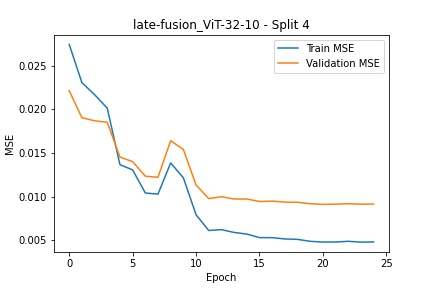 late-fusion_ViT-32-10 - Split 4
Train MSE
Validation MSE
0.025
0.020
0.015
0.010
0.005
MSE
0 5 10 15 20 25
Epoch